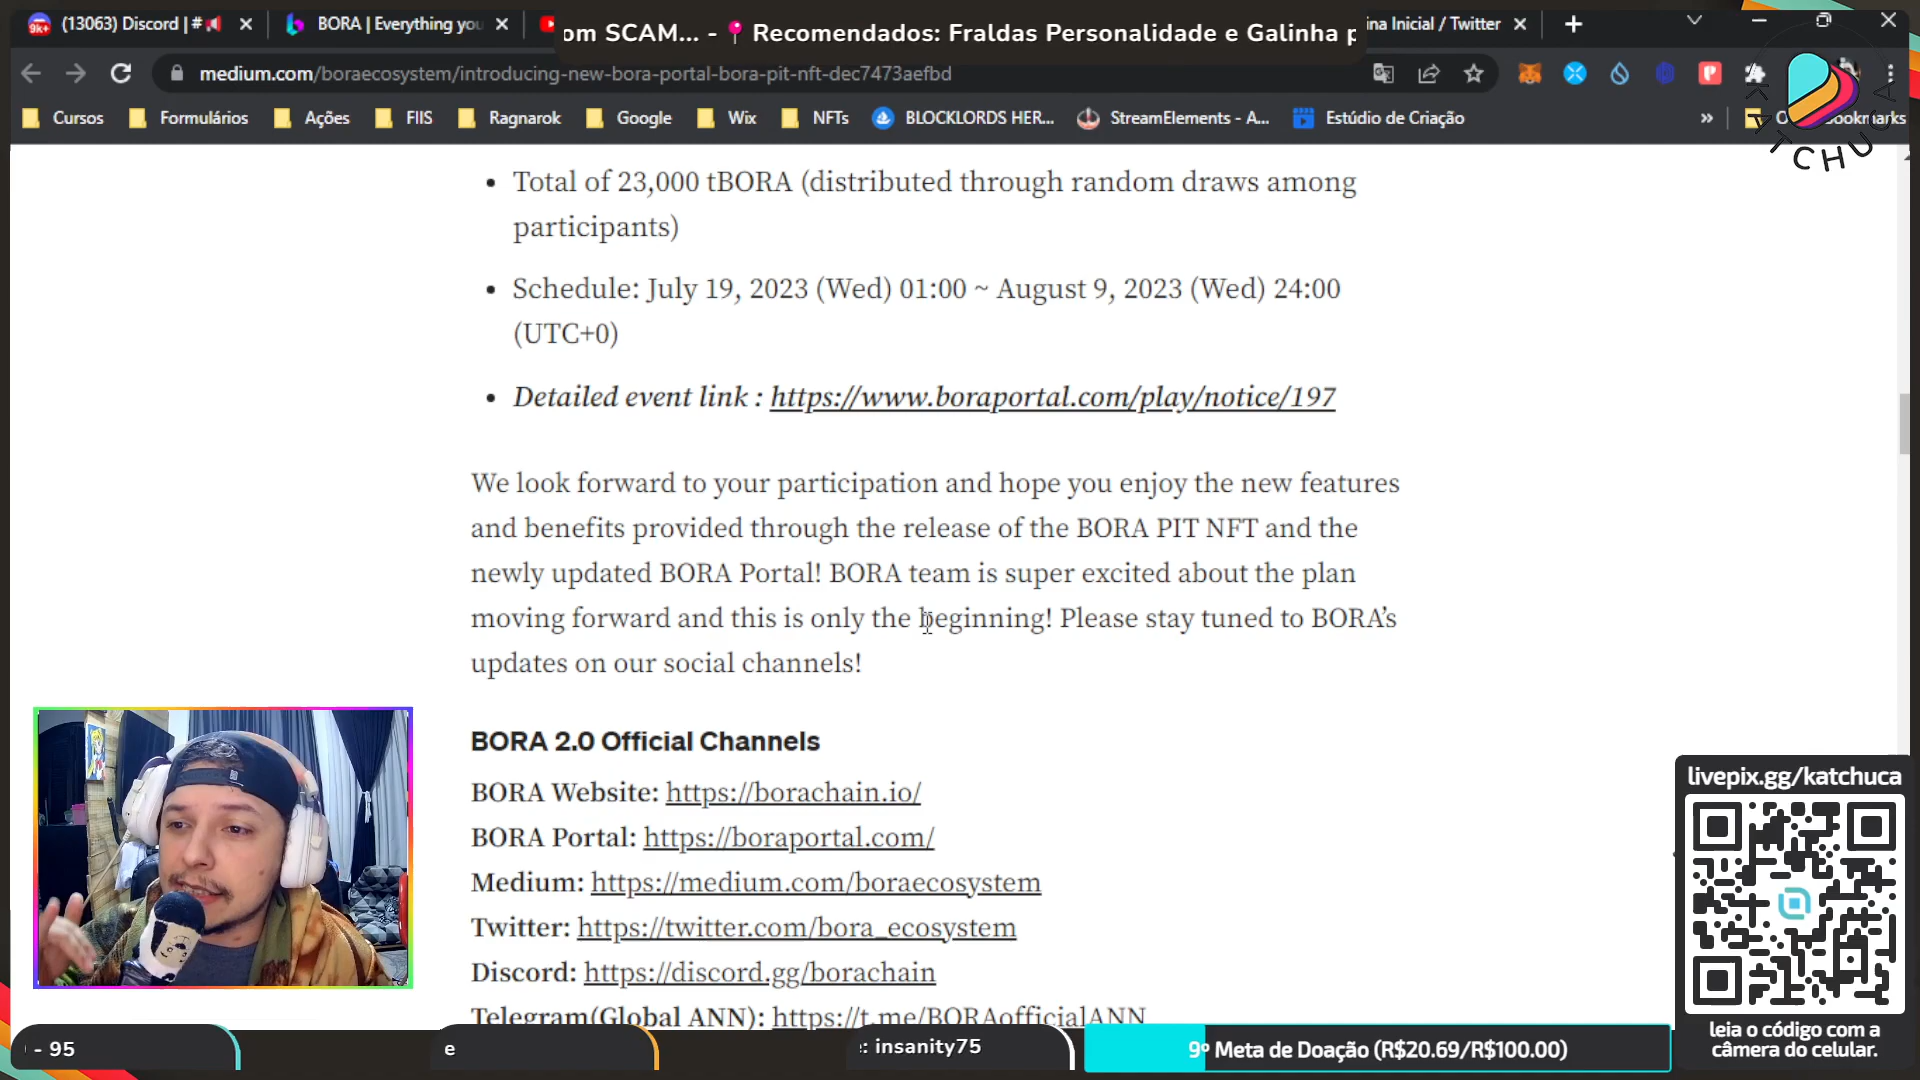 (13063) Discord | #
BORA | Everything you
om SCAM... - 📍 Recomendados: Fraldas Personalidade e Galinha p
ina Inicial / Twitter
9k+
medium.com/boraecosystem/introducing-new-bora-portal-bora-pit-nft-dec7473aefbd
Cursos
Formulários
Ações
FIIS
Ragnarok
Google
Wix
NFTs
BLOCKLORDS HER...
StreamElements - A...
Estúdio de Criação
»
ookmarks
KATCHUCA
• Total of 23,000 tBORA (distributed through random draws among
participants)
• Schedule: July 19, 2023 (Wed) 01:00 ~ August 9, 2023 (Wed) 24:00
(UTC+0)
• Detailed event link : https://www.boraportal.com/play/notice/197
We look forward to your participation and hope you enjoy the new features
and benefits provided through the release of the BORA PIT NFT and the
newly updated BORA Portal! BORA team is super excited about the plan
moving forward and this is only the beginning! Please stay tuned to BORA’s
updates on our social channels!
BORA 2.0 Official Channels
BORA Website: https://borachain.io/
BORA Portal: https://boraportal.com/
Medium: https://medium.com/boraecosystem
Twitter: https://twitter.com/bora_ecosystem
Discord: https://discord.gg/borachain
Telegram(Global ANN): https://t.me/BORAofficialANN
livepix.gg/katchuca
leia o código com a
câmera do celular.
- 95
e
: insanity75
9º Meta de Doação (R$20.69/R$100.00)